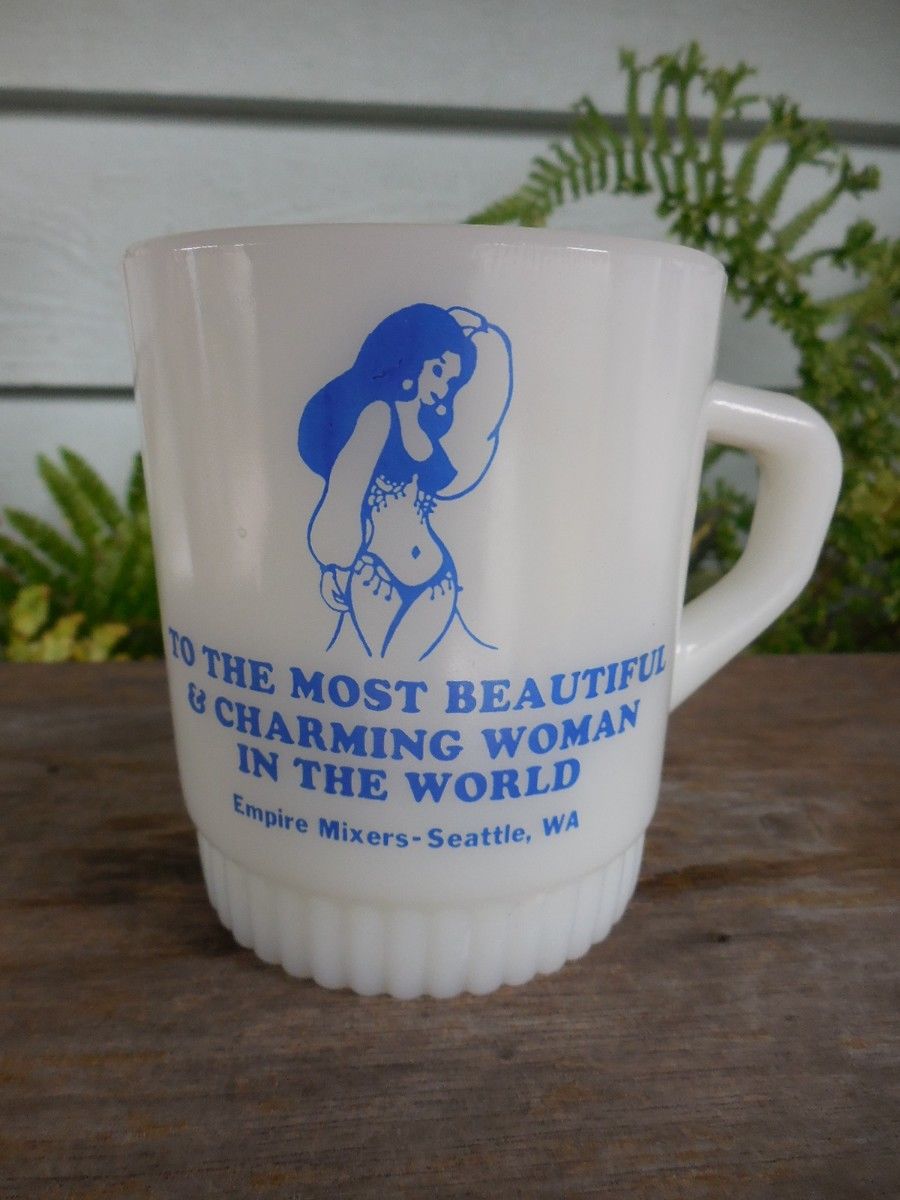 TO THE MOST BEAUTIFUL
& CHARMING WOMAN
IN THE WORLD
Empire Mixers-Seattle, WA